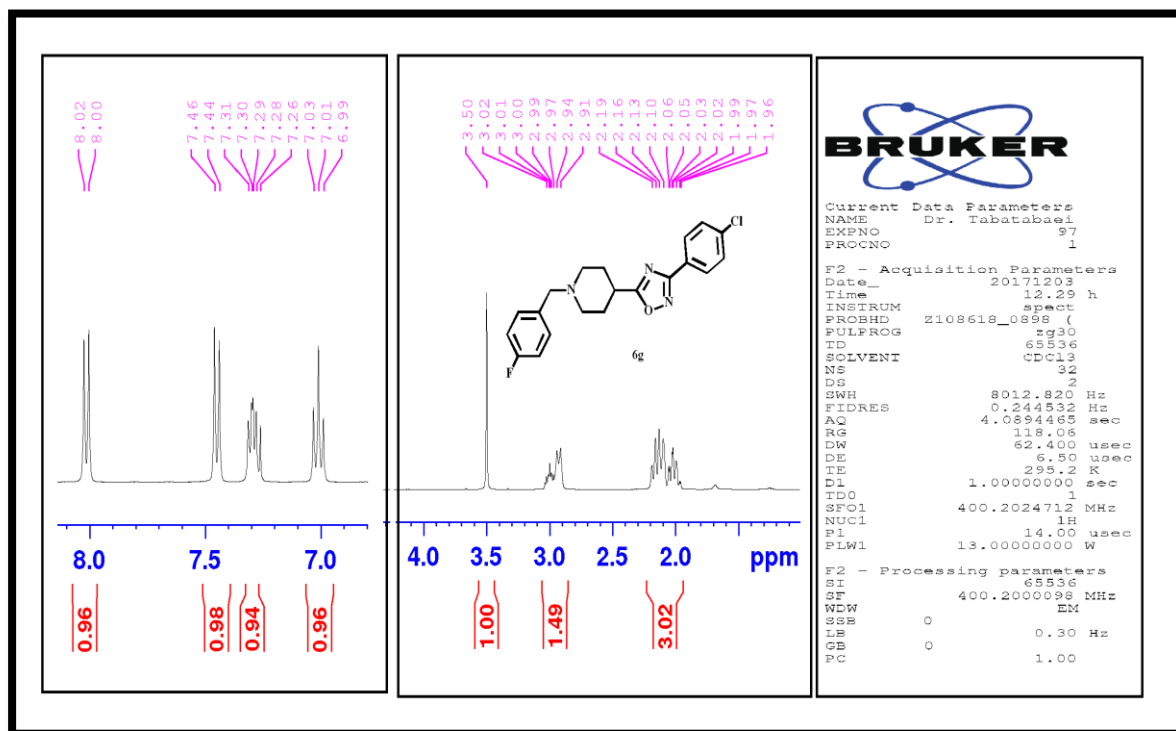 8.02
8.00
7.46
7.44
7.31
7.30
7.29
7.28
7.26
7.03
7.01
6.99
3.50
3.02
3.01
3.00
2.99
2.97
2.94
2.91
2.19
2.16
2.13
2.10
2.06
2.05
2.03
2.02
1.99
1.97
1.96
Cl
N
N
N
O
F
6g
8.0 7.5 7.0
4.0 3.5 3.0 2.5 2.0 ppm
0.96
0.98
0.94
0.96
1.00
1.49
3.02
BRUKER
Current Data Parameters
NAME Dr. Tabatabaei
EXPNO 97
PROCNO 1
F2 - Acquisition Parameters
Date_ 20171203
Time 12.29 h
INSTRUM spect
PROBHD Z108618_0898 (
PULPROG zg30
TD 65536
SOLVENT CDCl3
NS 32
DS 2
SWH 8012.820 Hz
FIDRES 0.244532 Hz
AQ 4.0894465 sec
RG 118.06
DW 62.400 usec
DE 6.50 usec
TE 295.2 K
D1 1.00000000 sec
TD0 1
SFO1 400.2024712 MHz
NUC1 1H
P1 14.00 usec
PLW1 13.00000000 W
F2 - Processing parameters
SI 65536
SF 400.2000098 MHz
WDW EM
SSB 0
LB 0.30 Hz
GB 0
PC 1.00